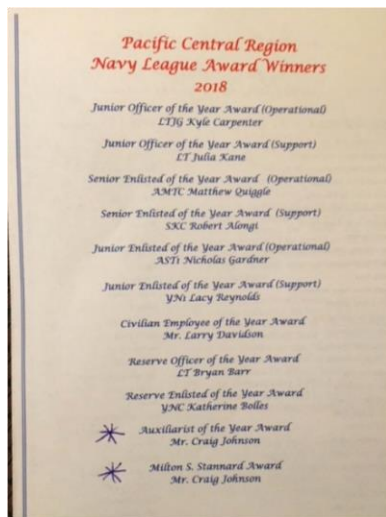 Pacific Central Region
Navy League Award Winners
2018
Junior Officer of the Year Award (Operational)
LTJG Kyle Carpenter
Junior Officer of the Year Award (Support)
LT Julia Kane
Senior Enlisted of the Year Award (Operational)
AMTC Matthew Quiggle
Senior Enlisted of the Year Award (Support)
SKC Robert Alongi
Junior Enlisted of the Year Award (Operational)
AST1 Nicholas Gardner
Junior Enlisted of the Year Award (Support)
YN1 Lacy Reynolds
Civilian Employee of the Year Award
Mr. Larry Davidson
Reserve Officer of the Year Award
LT Bryan Barr
Reserve Enlisted of the Year Award
YNC Katherine Bolles
Auxiliarist of the Year Award
Mr. Craig Johnson
Milton S. Stannard Award
Mr. Craig Johnson